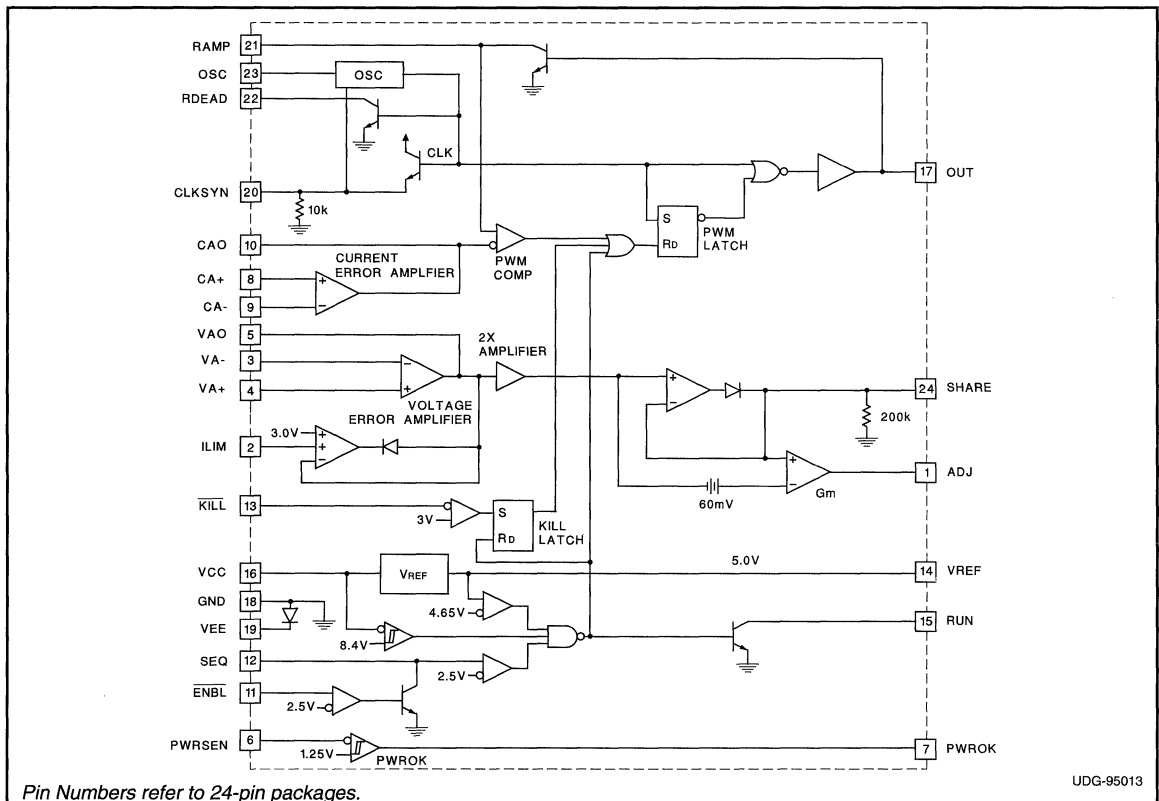 RAMP 21
OSC 23 OSC
RDEAD 22
CLK
CLKSYN 20
10k
17 OUT
S
RD
PWM
LATCH
CAO 10
PWM
COMP
CURRENT
ERROR AMPLFIER
CA+ 8
CA- 9
VAO 5
VA- 3
VA+ 4
2X
AMPLIFIER
VOLTAGE
ERROR AMPLIFIER
24 SHARE
200k
ILIM 2
3.0V
1 ADJ
Gm
60mV
KILL 13
3V
S
RD
KILL
LATCH
VCC 16
VREF
5.0V
14 VREF
GND 18
4.65V
VEE 19
8.4V
15 RUN
SEQ 12
2.5V
ENBL 11
2.5V
PWRSEN 6
1.25V
PWROK
7 PWROK
UDG-95013
Pin Numbers refer to 24-pin packages.